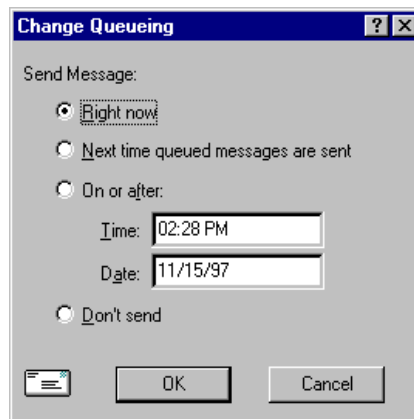 Change Queueing
Send Message:
Right now
Next time queued messages are sent
On or after:
Time: 02:28 PM
Date: 11/15/97
Don't send
OK Cancel